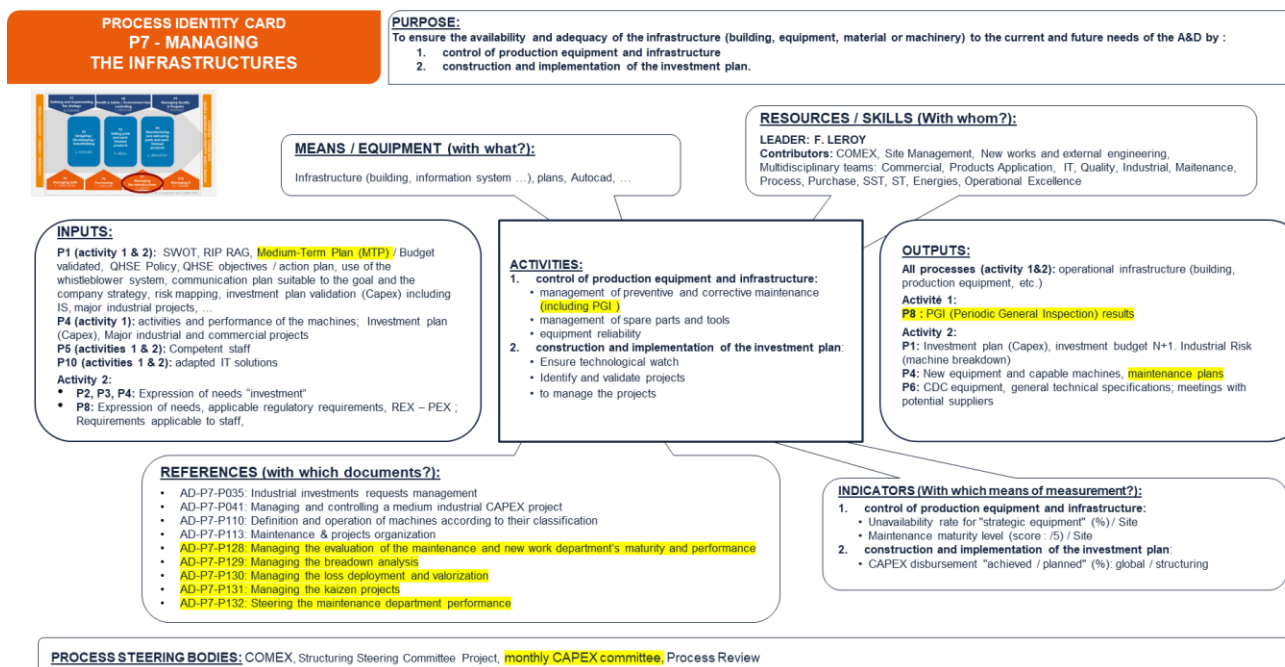 PROCESS IDENTITY CARD
P7 - MANAGING
THE INFRASTRUCTURES
PURPOSE:
To ensure the availability and adequacy of the infrastructure (building, equipment, material or machinery) to the current and future needs of the A&D by :
1. control of production equipment and infrastructure
2. construction and implementation of the investment plan.
MEANS / EQUIPMENT (with what?):
Infrastructure (building, information system ...), plans, Autocad, ...
RESOURCES / SKILLS (With whom?):
LEADER: F. LEROY
Contributors: COMEX, Site Management, New works and external engineering,
Multidisciplinary teams: Commercial, Products Application, IT, Quality, Industrial, Maitenance,
Process, Purchase, SST, ST, Energies, Operational Excellence
INPUTS:
P1 (activity 1 & 2): SWOT, RIP RAG, Medium-Term Plan (MTP) / Budget
validated, QHSE Policy, QHSE objectives / action plan, use of the
whistleblower system, communication plan suitable to the goal and the
company strategy, risk mapping, investment plan validation (Capex) including
IS, major industrial projects, ...
P4 (activity 1): activities and performance of the machines; Investment plan
(Capex), Major industrial and commercial projects
P5 (activities 1 & 2): Competent staff
P10 (activities 1 & 2): adapted IT solutions
Activity 2:
• P2, P3, P4: Expression of needs "investment"
• P8: Expression of needs, applicable regulatory requirements, REX – PEX ;
Requirements applicable to staff,
ACTIVITIES:
1. control of production equipment and infrastructure:
• management of preventive and corrective maintenance
(including PGI )
• management of spare parts and tools
• equipment reliability
2. construction and implementation of the investment plan:
• Ensure technological watch
• Identify and validate projects
• to manage the projects
OUTPUTS:
All processes (activity 1&2): operational infrastructure (building,
production equipment, etc.)
Activité 1:
P8 : PGI (Periodic General Inspection) results
Activity 2:
P1: Investment plan (Capex), investment budget N+1. Industrial Risk
(machine breakdown)
P4: New equipment and capable machines, maintenance plans
P6: CDC equipment, general technical specifications; meetings with
potential suppliers
REFERENCES (with which documents?):
• AD-P7-P035: Industrial investments requests management
• AD-P7-P041: Managing and controlling a medium industrial CAPEX project
• AD-P7-P110: Definition and operation of machines according to their classification
• AD-P7-P113: Maintenance & projects organization
• AD-P7-P128: Managing the evaluation of the maintenance and new work department's maturity and performance
• AD-P7-P129: Managing the breadown analysis
• AD-P7-P130: Managing the loss deployment and valorization
• AD-P7-P131: Managing the kaizen projects
• AD-P7-P132: Steering the maintenance department performance
INDICATORS (With which means of measurement?):
1. control of production equipment and infrastructure:
• Unavailability rate for "strategic equipment" (%) / Site
• Maintenance maturity level (score : /5) / Site
2. construction and implementation of the investment plan:
• CAPEX disbursement "achieved / planned" (%): global / structuring
PROCESS STEERING BODIES: COMEX, Structuring Steering Committee Project, monthly CAPEX committee, Process Review